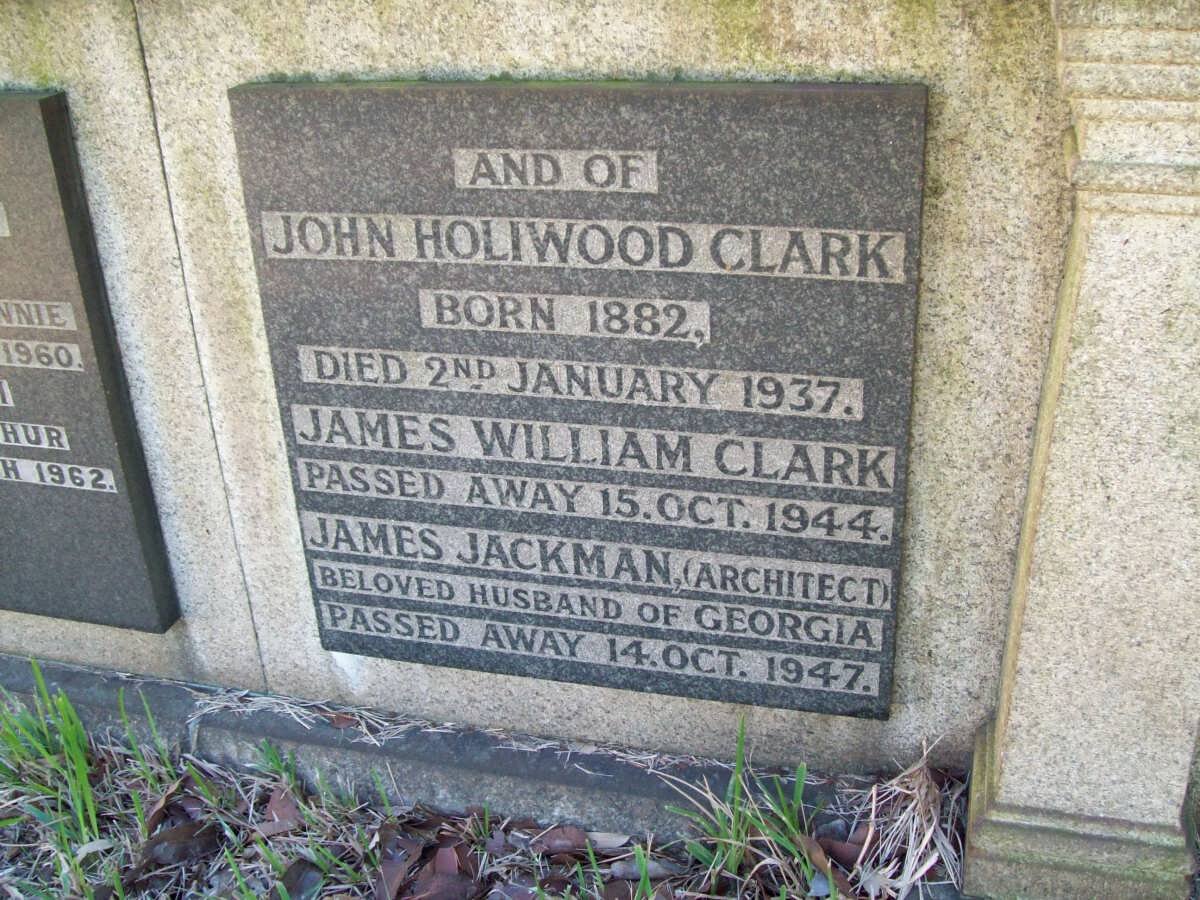 NNIE
1960.
HUR
H 1962.
AND OF
JOHN HOLIWOOD CLARK
BORN 1882,
DIED 2ND JANUARY 1937.
JAMES WILLIAM CLARK
PASSED AWAY 15.OCT. 1944.
JAMES JACKMAN, (ARCHITECT)
BELOVED HUSBAND OF GEORGIA
PASSED AWAY 14.OCT. 1947.